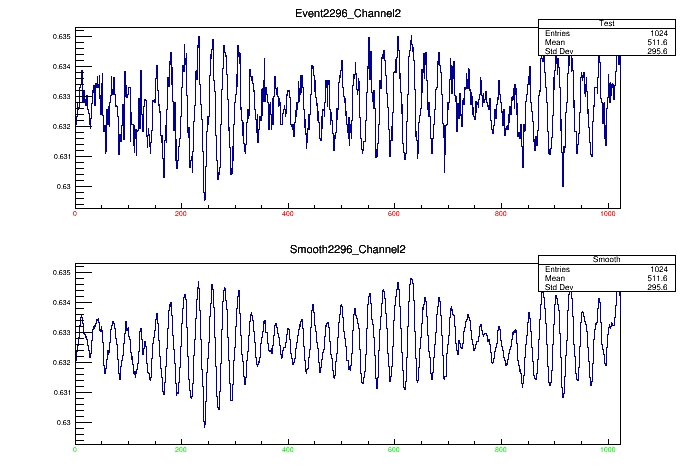 Event2296_Channel2
Test
Entries 1024
Mean 511.6
Std Dev 295.6
0.635
0.634
0.633
0.632
0.631
0.63
0 200 400 600 800 1000
Smooth2296_Channel2
Smooth
Entries 1024
Mean 511.6
Std Dev 295.6
0.635
0.634
0.633
0.632
0.631
0.63
0 200 400 600 800 1000